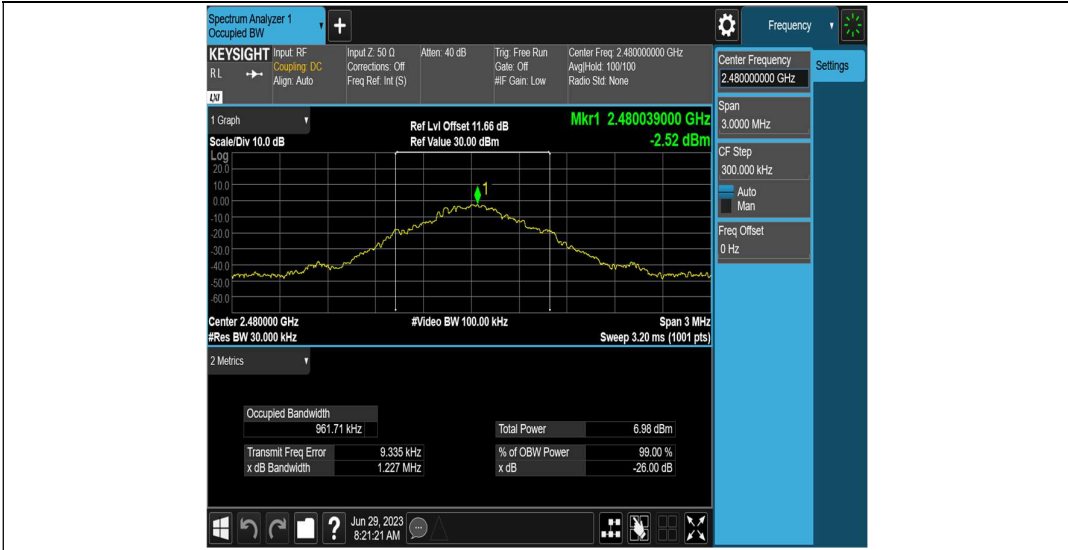 Spectrum Analyzer 1
Occupied BW
+
Frequency
KEYSIGHT
RL
LXI
Input: RF
Coupling: DC
Align: Auto
Input Z: 50 Ω
Corrections: Off
Freq Ref: Int (S)
Atten: 40 dB
Trig: Free Run
Gate: Off
#IF Gain: Low
Center Freq: 2.480000000 GHz
Avg|Hold: 100/100
Radio Std: None
Center Frequency
2.480000000 GHz
Settings
Span
3.0000 MHz
CF Step
300.000 kHz
Auto
Man
Freq Offset
0 Hz
1 Graph
Scale/Div 10.0 dB
Ref Lvl Offset 11.66 dB
Ref Value 30.00 dBm
Mkr1 2.480039000 GHz
-2.52 dBm
Log
20.0
10.0
0.00
-10.0
-20.0
-30.0
-40.0
-50.0
-60.0
1
Center 2.480000 GHz
#Video BW 100.00 kHz
Span 3 MHz
#Res BW 30.000 kHz
Sweep 3.20 ms (1001 pts)
2 Metrics
Occupied Bandwidth
961.71 kHz
Total Power 6.98 dBm
Transmit Freq Error 9.335 kHz
% of OBW Power 99.00 %
x dB Bandwidth 1.227 MHz
x dB -26.00 dB
?
Jun 29, 2023
8:21:21 AM